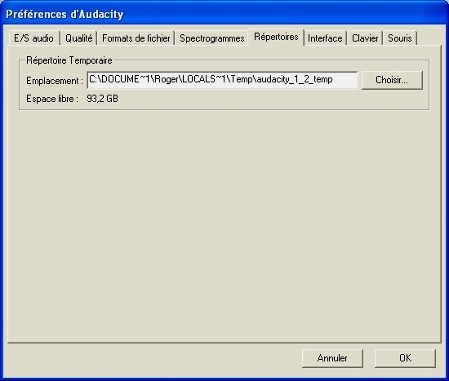 Préférences d'Audacity
E/S audio Qualité Formats de fichier Spectrogrammes Répertoires Interface Clavier Souris
Répertoire Temporaire
Emplacement : C:\DOCUME~1\Roger\LOCALS~1\Temp\audacity_1_2_temp Choisir...
Espace libre : 93,2 GB
Annuler OK